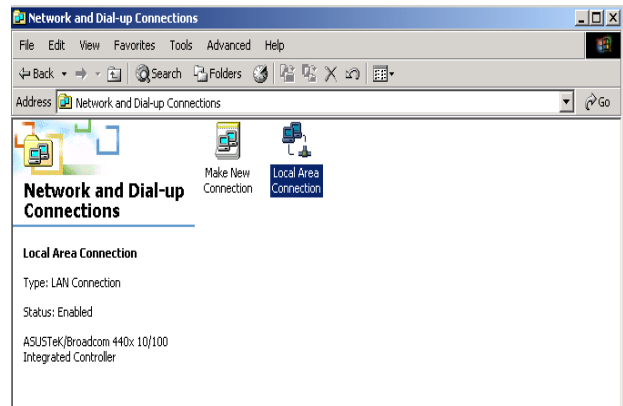 Network and Dial-up Connections
File Edit View Favorites Tools Advanced Help
Back Search Folders
Address Network and Dial-up Connections Go
Make New
Connection
Local Area
Connection
Network and Dial-up
Connections
Local Area Connection
Type: LAN Connection
Status: Enabled
ASUSTeK/Broadcom 440x 10/100
Integrated Controller